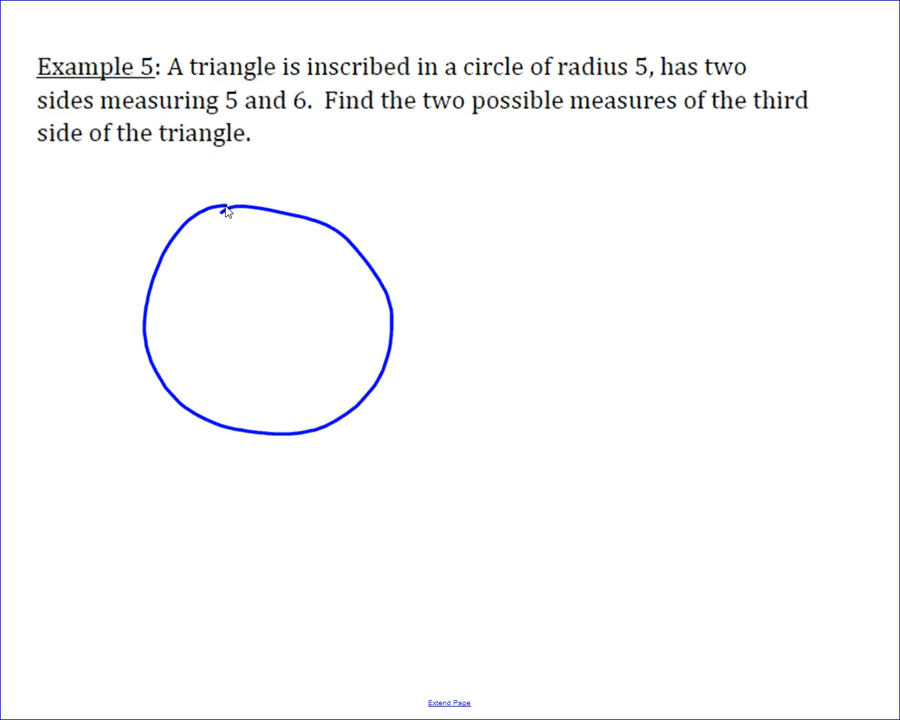 Example 5: A triangle is inscribed in a circle of radius 5, has two
sides measuring 5 and 6.  Find the two possible measures of the third
side of the triangle.
Extend Page